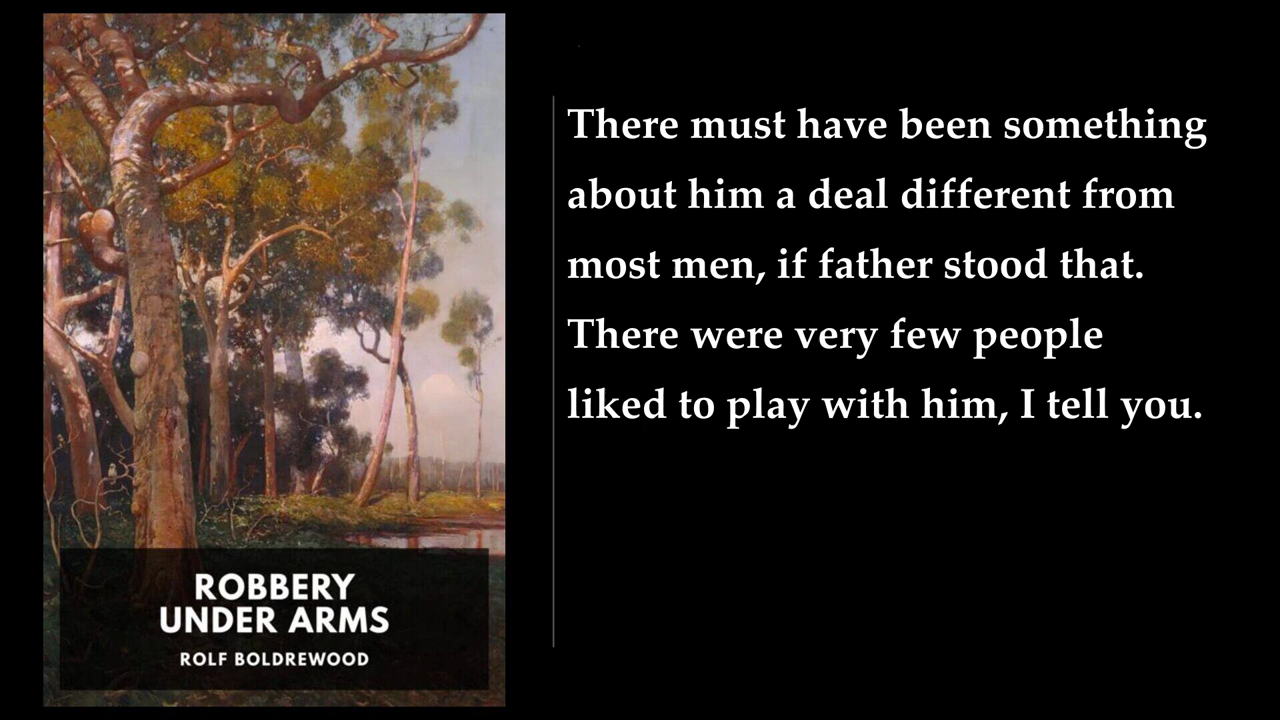 There must have been something
about him a deal different from
most men, if father stood that.
There were very few people
liked to play with him, I tell you.
ROBBERY
UNDER ARMS
ROLF BOLDREWOOD